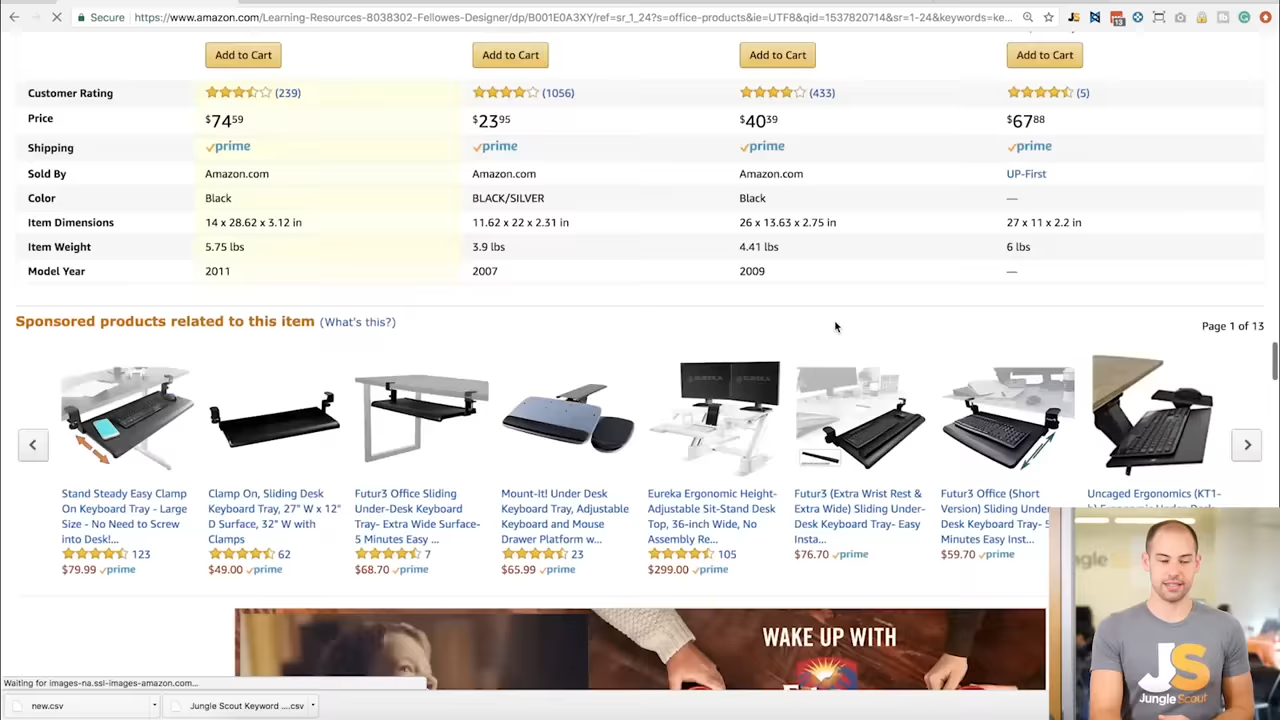 Secure
https://www.amazon.com/Learning-Resources-8038302-Fellowes-Designer/dp/B001E0A3XY/ref=sr_1_24?s=office-products&ie=UTF8&qid=1537820714&sr=1-24&keywords=ke...
JS
13
Add to Cart Add to Cart Add to Cart Add to Cart
Customer Rating (239) (1056) (433) (5)
Price $74 59 $23 95 $40 39 $67 88
Shipping prime prime prime prime
Sold By Amazon.com Amazon.com Amazon.com UP-First
Color Black BLACK/SILVER Black —
Item Dimensions 14 x 28.62 x 3.12 in 11.62 x 22 x 2.31 in 26 x 13.63 x 2.75 in 27 x 11 x 2.2 in
Item Weight 5.75 lbs 3.9 lbs 4.41 lbs 6 lbs
Model Year 2011 2007 2009 —
Sponsored products related to this item (What's this?)
Page 1 of 13
EUREKA EUREKA
Stand Steady Easy Clamp
On Keyboard Tray - Large
Size - No Need to Screw
into Desk!...
123
$79.99 prime
Clamp On, Sliding Desk
Keyboard Tray, 27" W x 12"
D Surface, 32" W with
Clamps
62
$49.00 prime
Futur3 Office Sliding
Under-Desk Keyboard
Tray- Extra Wide Surface-
5 Minutes Easy ...
7
$68.70 prime
Mount-It! Under Desk
Keyboard Tray, Adjustable
Keyboard and Mouse
Drawer Platform w...
23
$65.99 prime
Eureka Ergonomic Height-
Adjustable Sit-Stand Desk
Top, 36-inch Wide, No
Assembly Re...
105
$299.00 prime
Futur3 (Extra Wrist Rest &
Extra Wide) Sliding Under-
Desk Keyboard Tray- Easy
Insta...
$76.70 prime
Futur3 Office (Short
Version) Sliding Under-
Desk Keyboard Tray- 5
Minutes Easy Inst...
$59.70 prime
Uncaged Ergonomics (KT1-
WAKE UP WITH
Waiting for images-na.ssl-images-amazon.com...
new.csv
Jungle Scout Keyword ....csv
JS
Jungle Scout